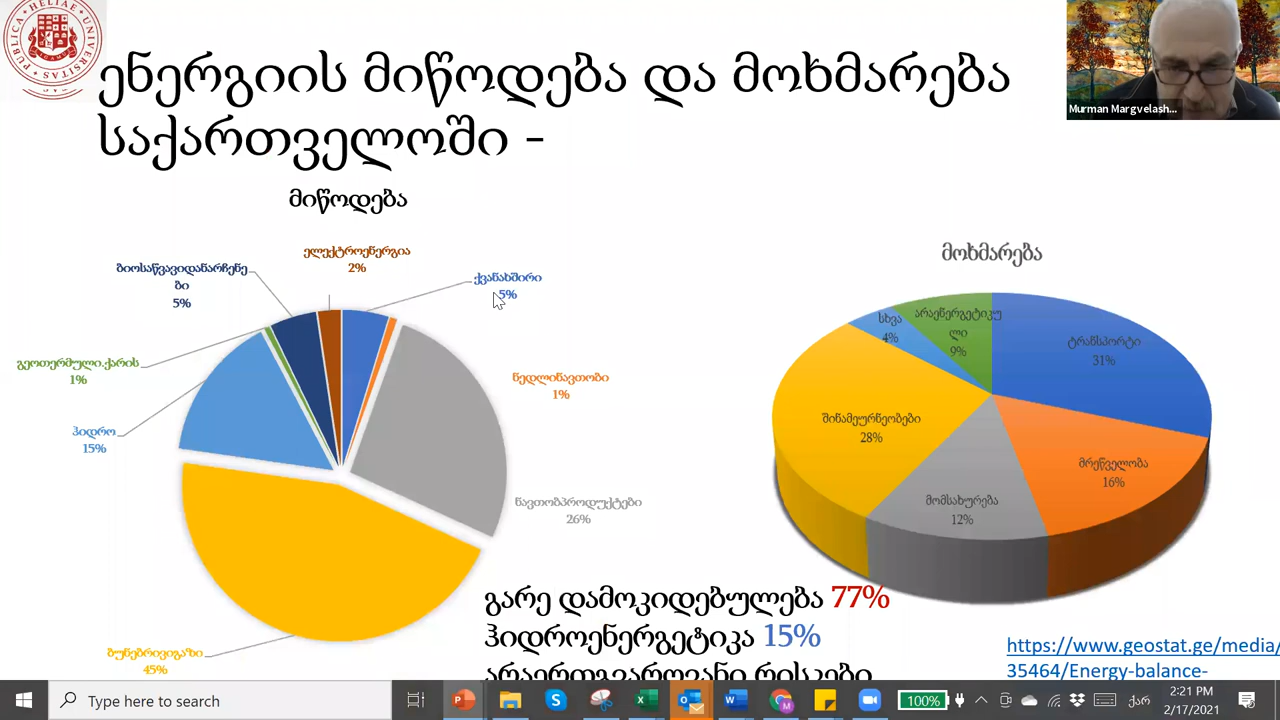 ენერგიის მიწოდება და მოხმარება
საქართველოში -
Murman Margvelash...
მიწოდება
მოხმარება
ელექტროენერგია
2%
ბიოსაწვავიდანარჩენე
ბი
5%
ქვანახშირი
5%
გეოთერმული.ქარის
1%
ნედლინავთობი
1%
ჰიდრო
15%
ნავთობპროდუქტები
26%
ბუნებრივიგაზი
45%
სხვა
4%
არაენერგეტიკუ
ლი
9%
ტრანსპორტი
31%
შინამეურნეობები
28%
მრეწველობა
16%
მომსახურება
12%
გარე დამოკიდებულება 77%
ჰიდროენერგეტიკა 15%
არაერთგვაროვანი რისკები
https://www.geostat.ge/media/
35464/Energy-balance-
Type here to search
100%
ქარ
2:21 PM
2/17/2021